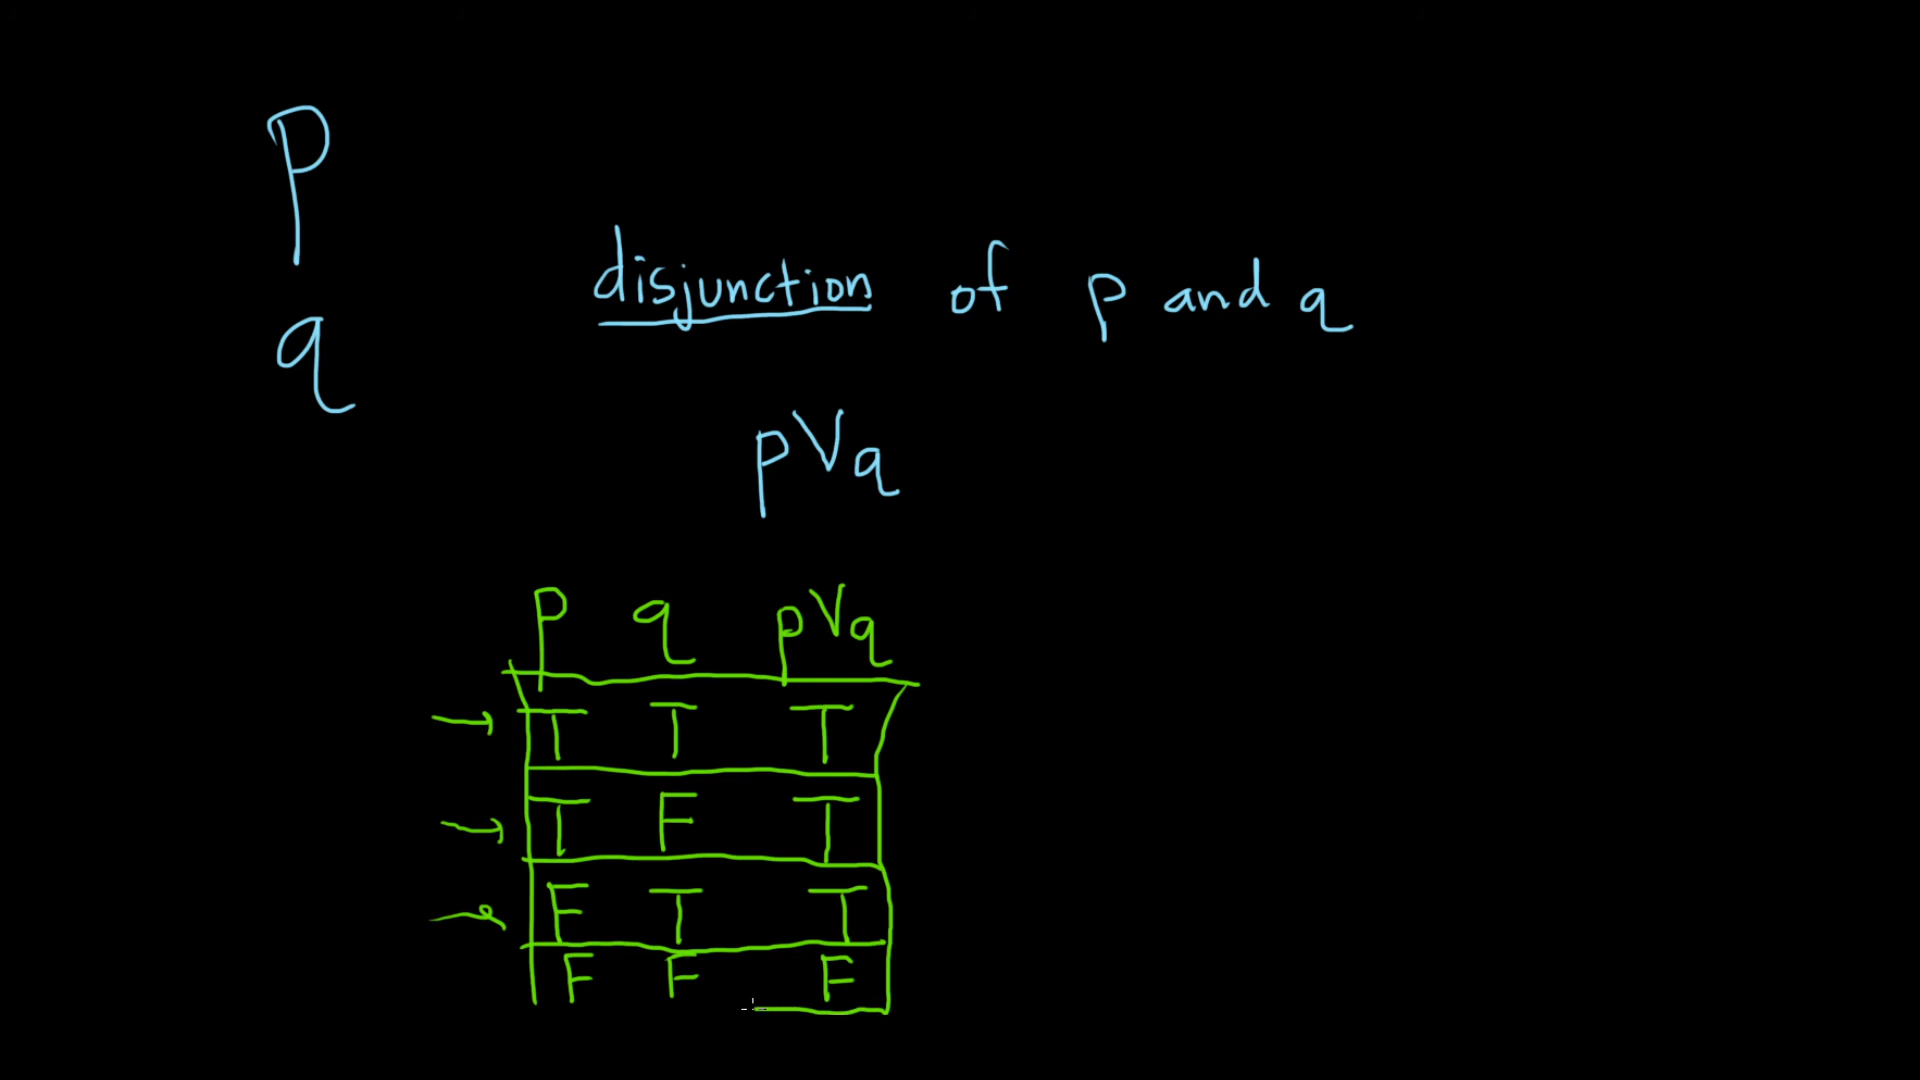 p
disjunction of p and q
q
p∨q
p q p∨q
T T T
T F T
F T T
F F F